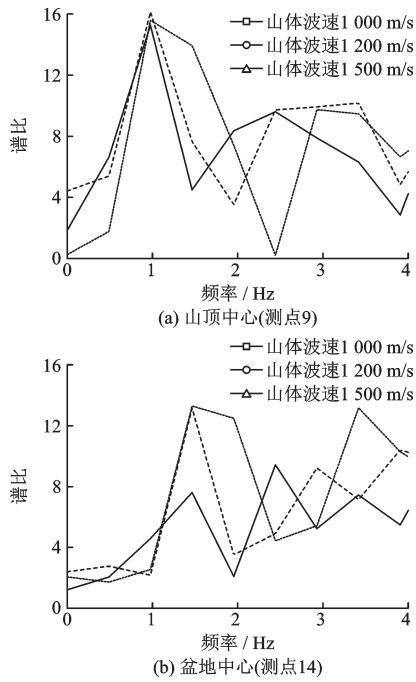 16
12
8
4
0
谱比
山体波速1 000 m/s
山体波速1 200 m/s
山体波速1 500 m/s
0 1 2 3 4
频率 / Hz
(a) 山顶中心(测点9)
16
12
8
4
0
谱比
山体波速1 000 m/s
山体波速1 200 m/s
山体波速1 500 m/s
0 1 2 3 4
频率 / Hz
(b) 盆地中心(测点14)